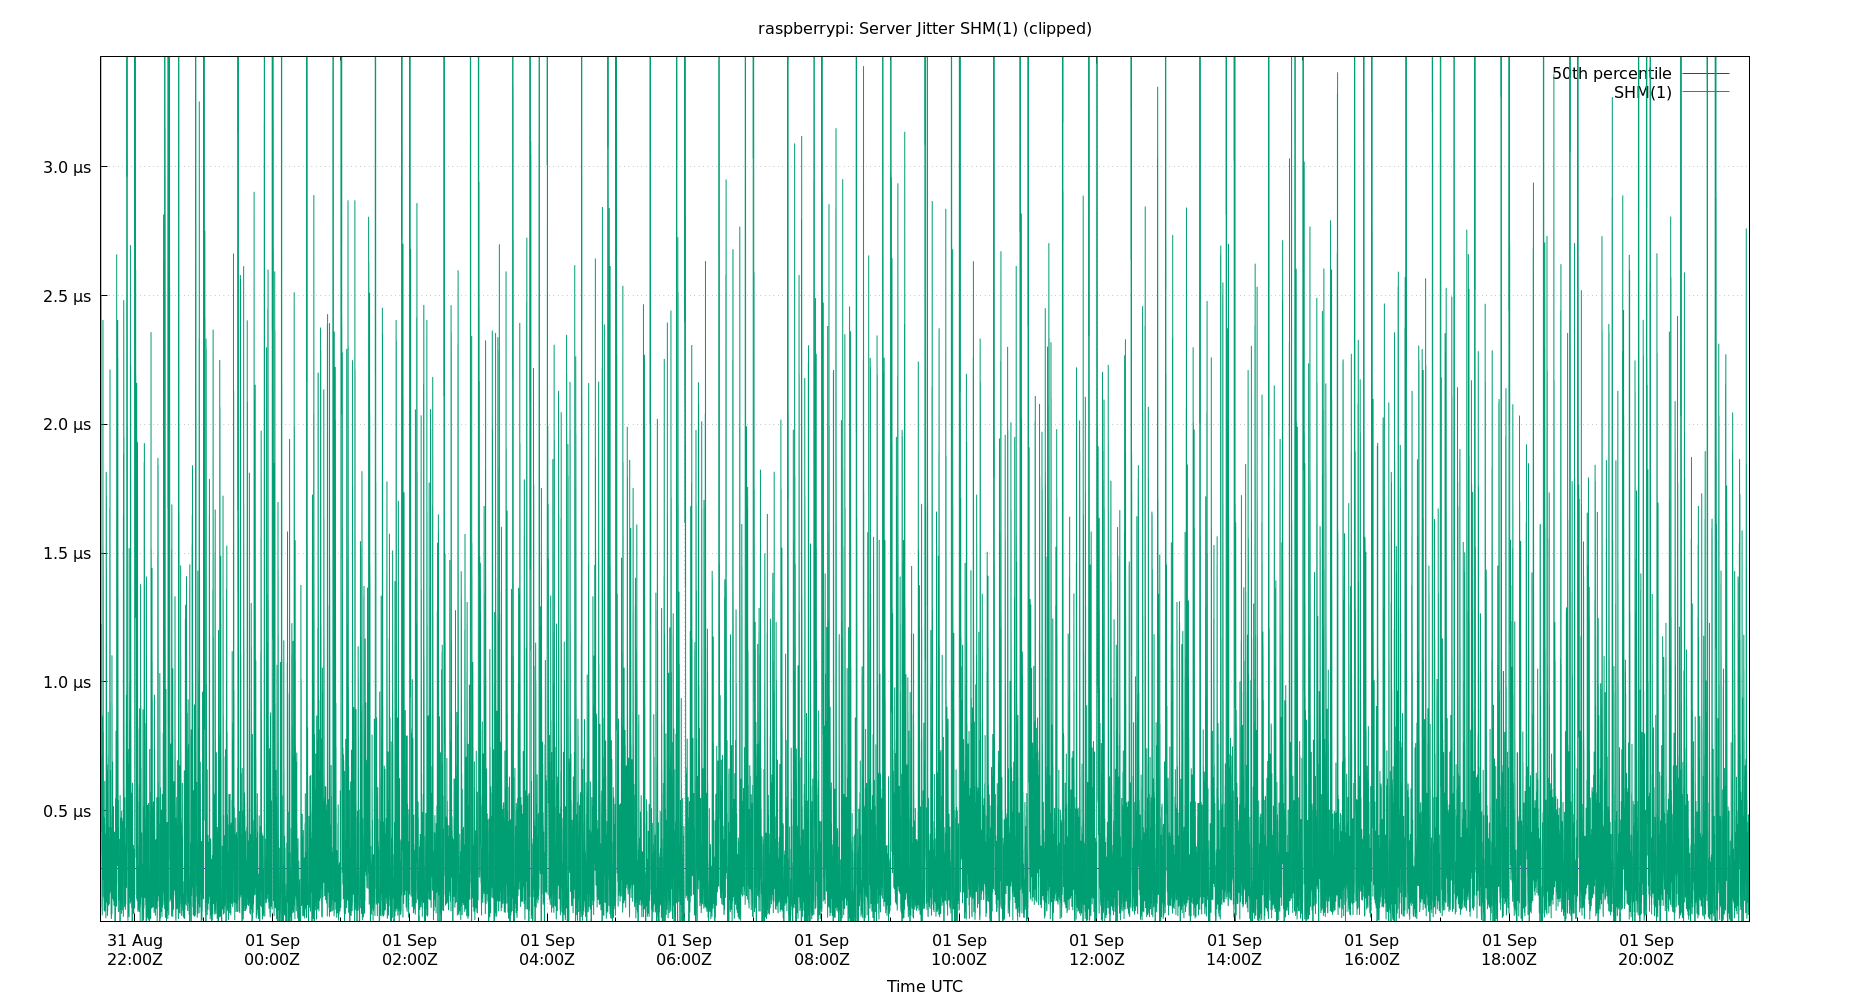 raspberrypi: Server Jitter SHM(1) (clipped)
50th percentile
SHM(1)
3.0 µs
2.5 µs
2.0 µs
1.5 µs
1.0 µs
0.5 µs
31 Aug 01 Sep 01 Sep 01 Sep 01 Sep 01 Sep 01 Sep 01 Sep 01 Sep 01 Sep 01 Sep 01 Sep
22:00Z 00:00Z 02:00Z 04:00Z 06:00Z 08:00Z 10:00Z 12:00Z 14:00Z 16:00Z 18:00Z 20:00Z
Time UTC